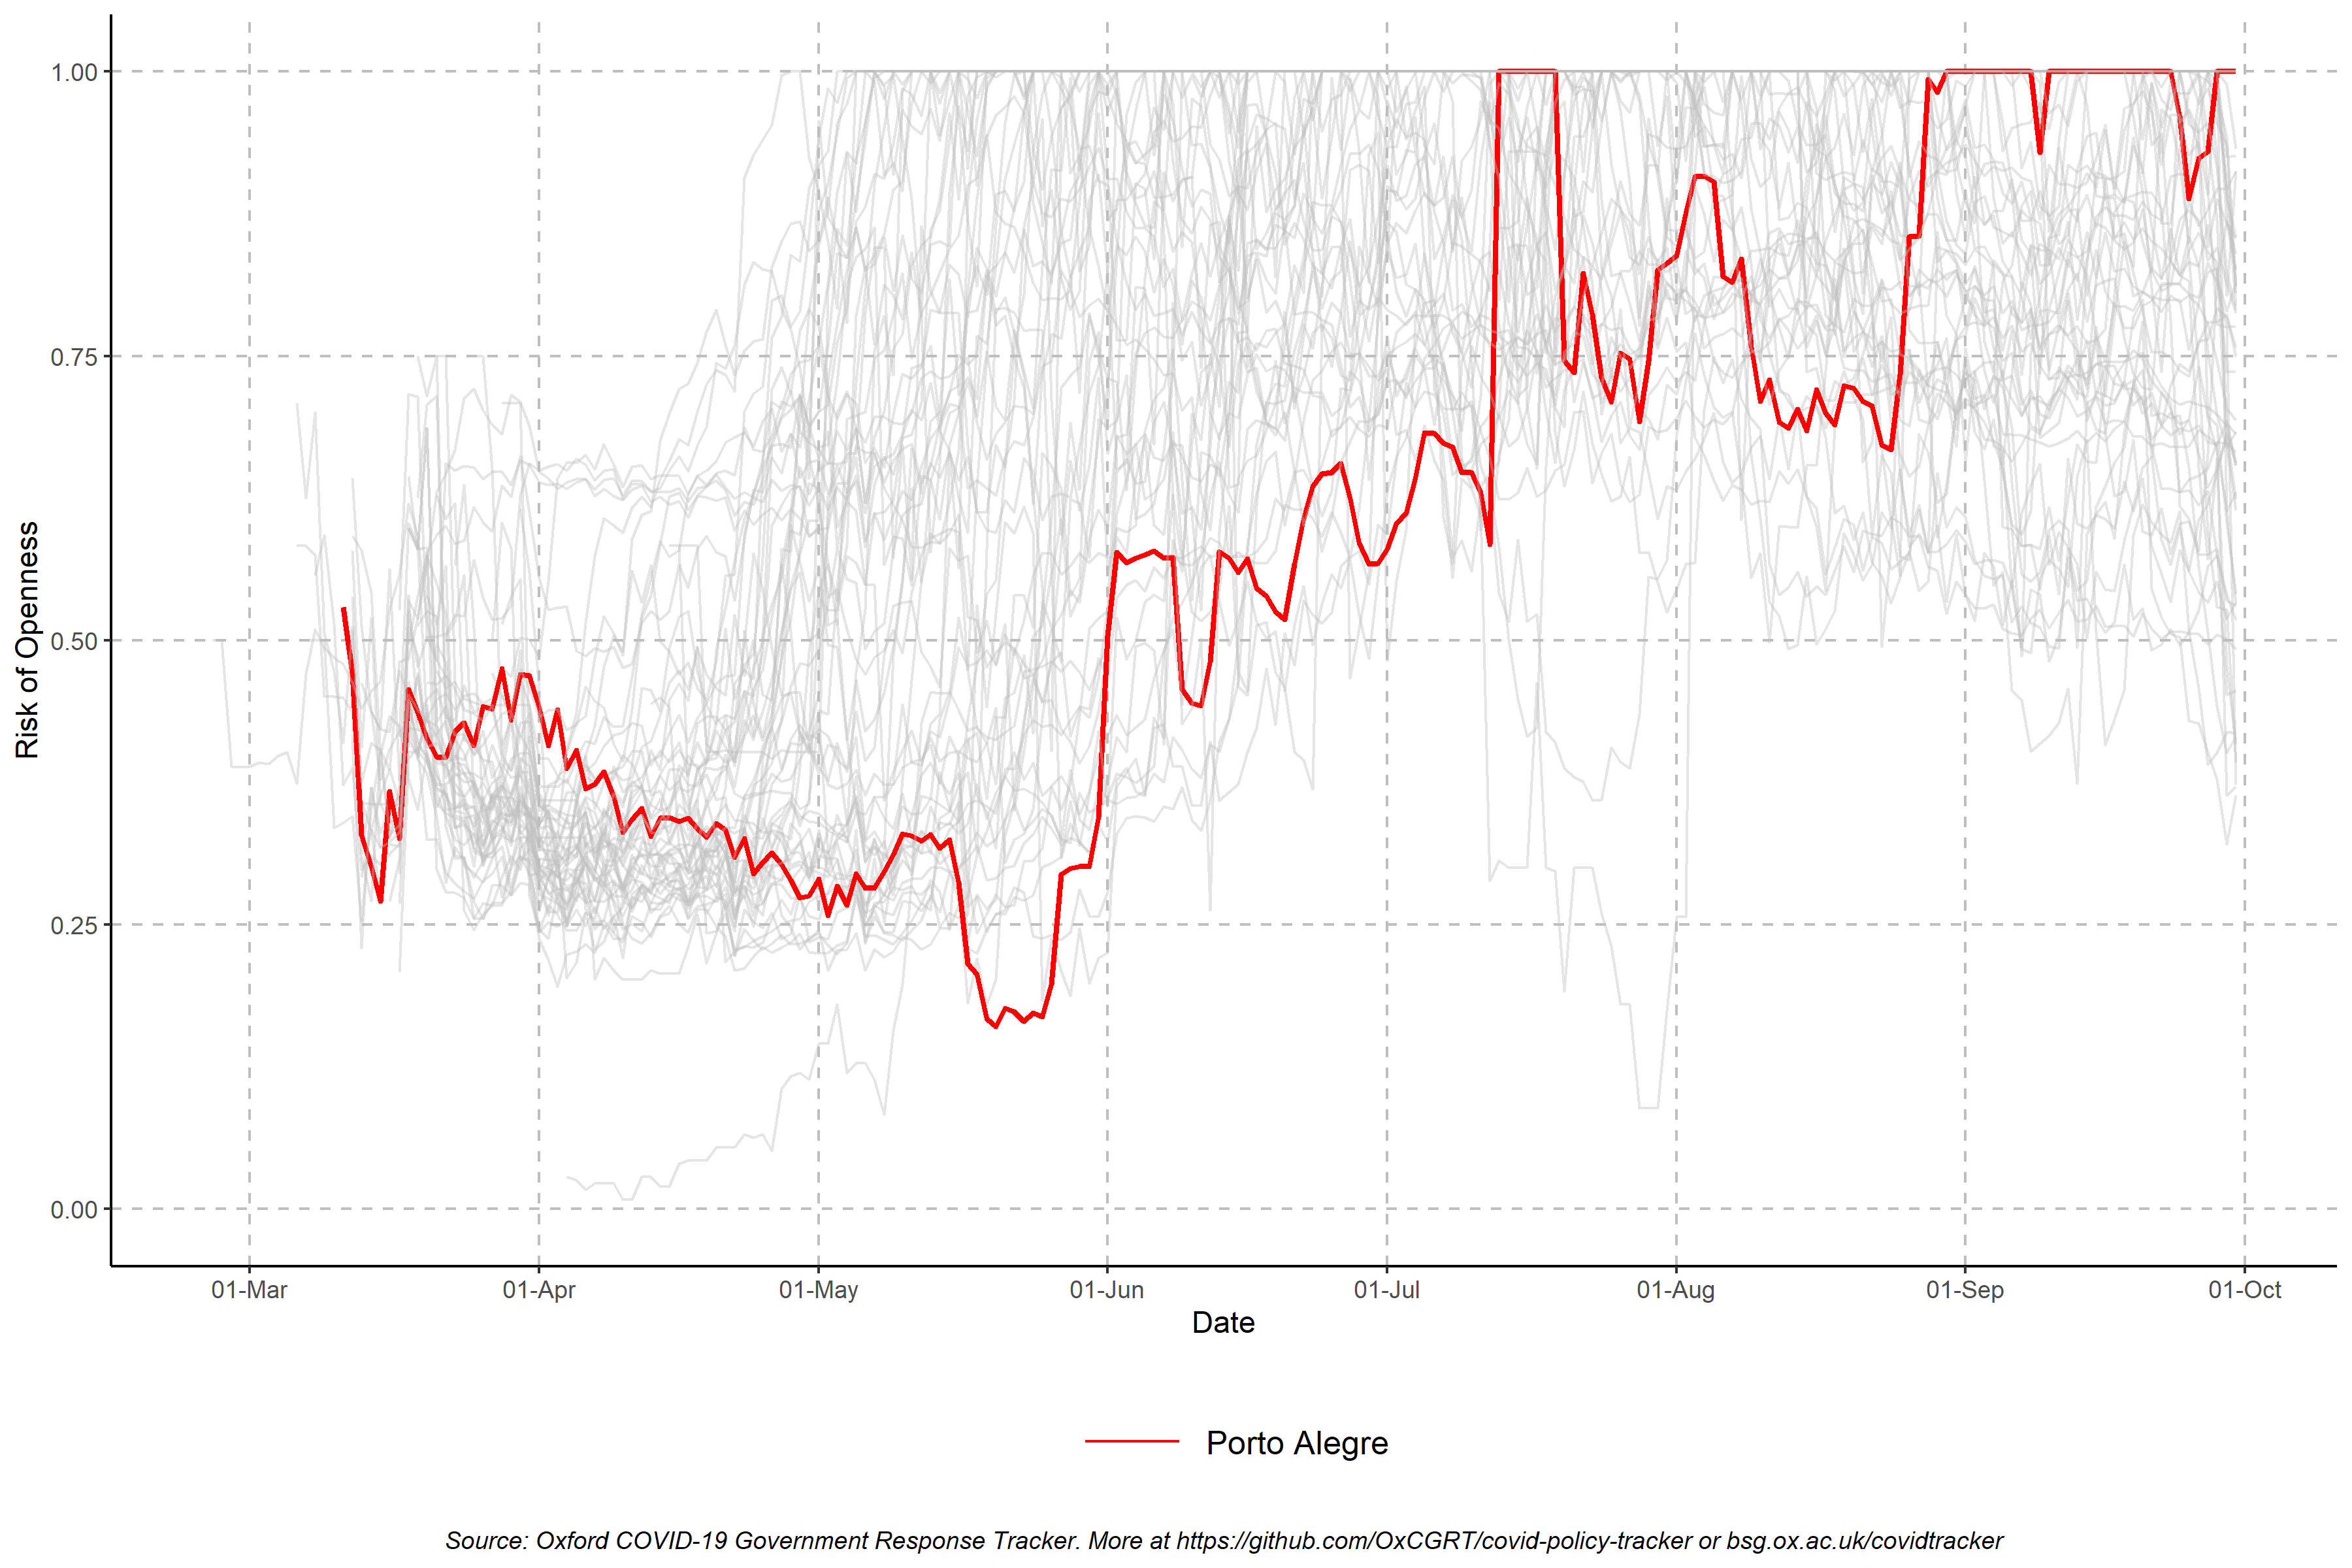 Risk of Openness
1.00
0.75
0.50
0.25
0.00
01-Mar 01-Apr 01-May 01-Jun 01-Jul 01-Aug 01-Sep 01-Oct
Date
Porto Alegre
Source: Oxford COVID-19 Government Response Tracker. More at https://github.com/OxCGRT/covid-policy-tracker or bsg.ox.ac.uk/covidtracker